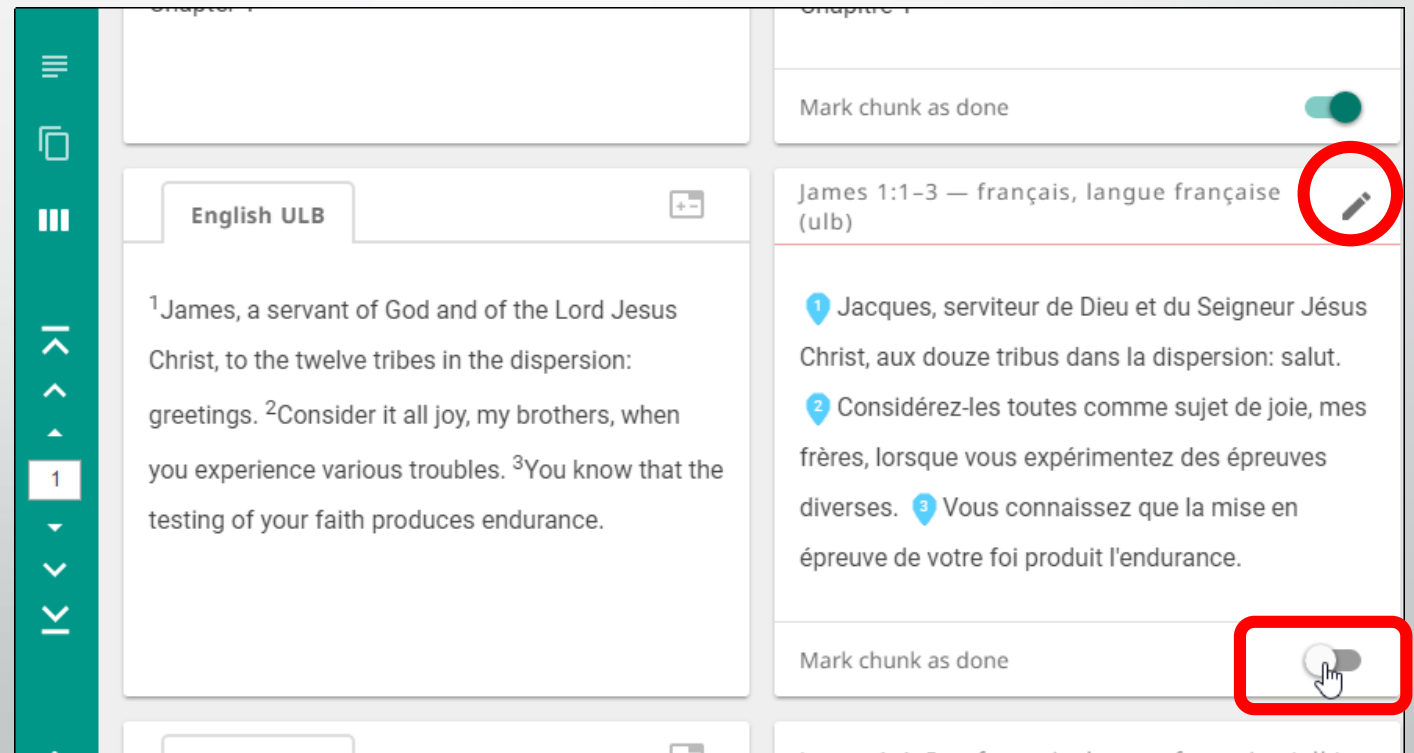 Chapter 1
Chapitre 1
Mark chunk as done
English ULB
1James, a servant of God and of the Lord Jesus
Christ, to the twelve tribes in the dispersion:
greetings. 2Consider it all joy, my brothers, when
you experience various troubles. 3You know that the
testing of your faith produces endurance.
James 1:1–3 — français, langue française
(ulb)
1 Jacques, serviteur de Dieu et du Seigneur Jésus
Christ, aux douze tribus dans la dispersion: salut.
2 Considérez-les toutes comme sujet de joie, mes
frères, lorsque vous expérimentez des épreuves
diverses. 3 Vous connaissez que la mise en
épreuve de votre foi produit l'endurance.
Mark chunk as done
1